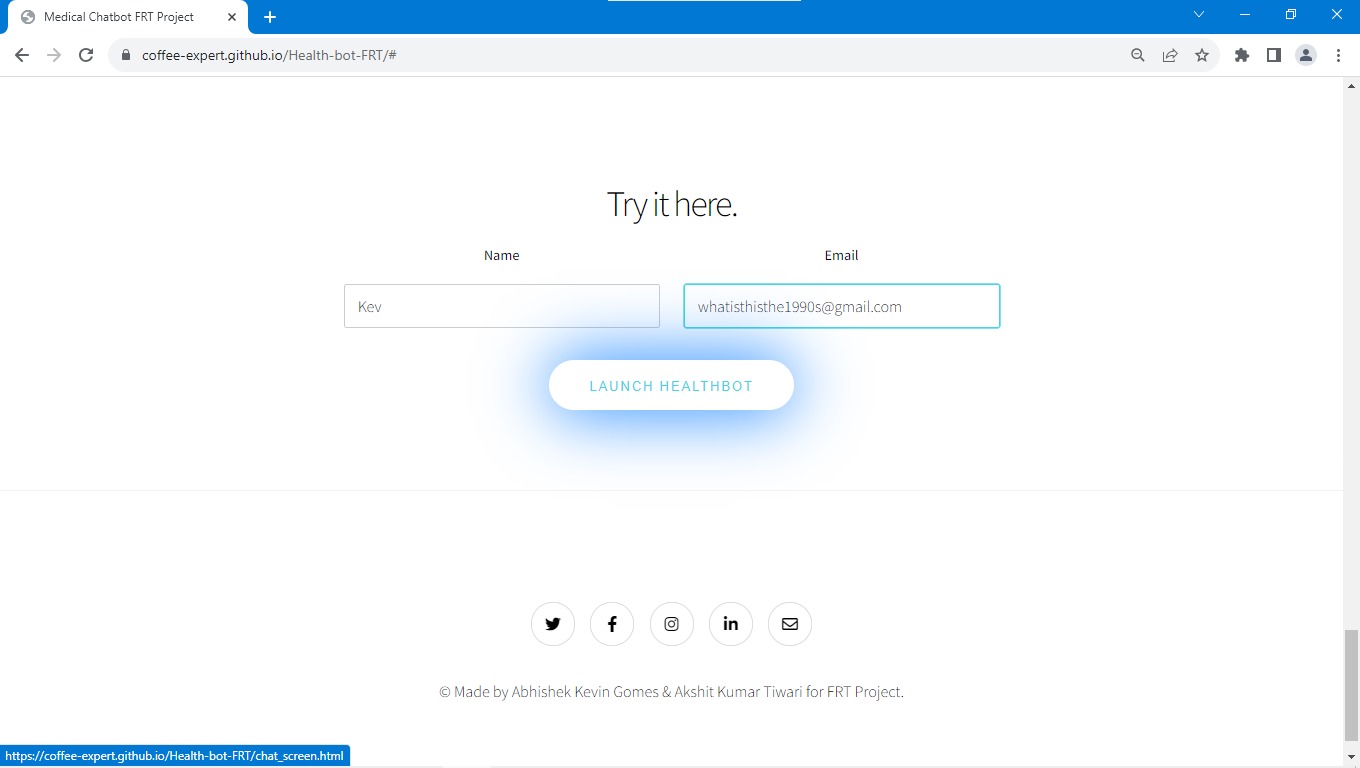 Medical Chatbot FRT Project
coffee-expert.github.io/Health-bot-FRT/#
Try it here.
Name Email
Kev whatisthisthe1990s@gmail.com
LAUNCH HEALTHBOT
© Made by Abhishek Kevin Gomes & Akshit Kumar Tiwari for FRT Project.
https://coffee-expert.github.io/Health-bot-FRT/chat_screen.html